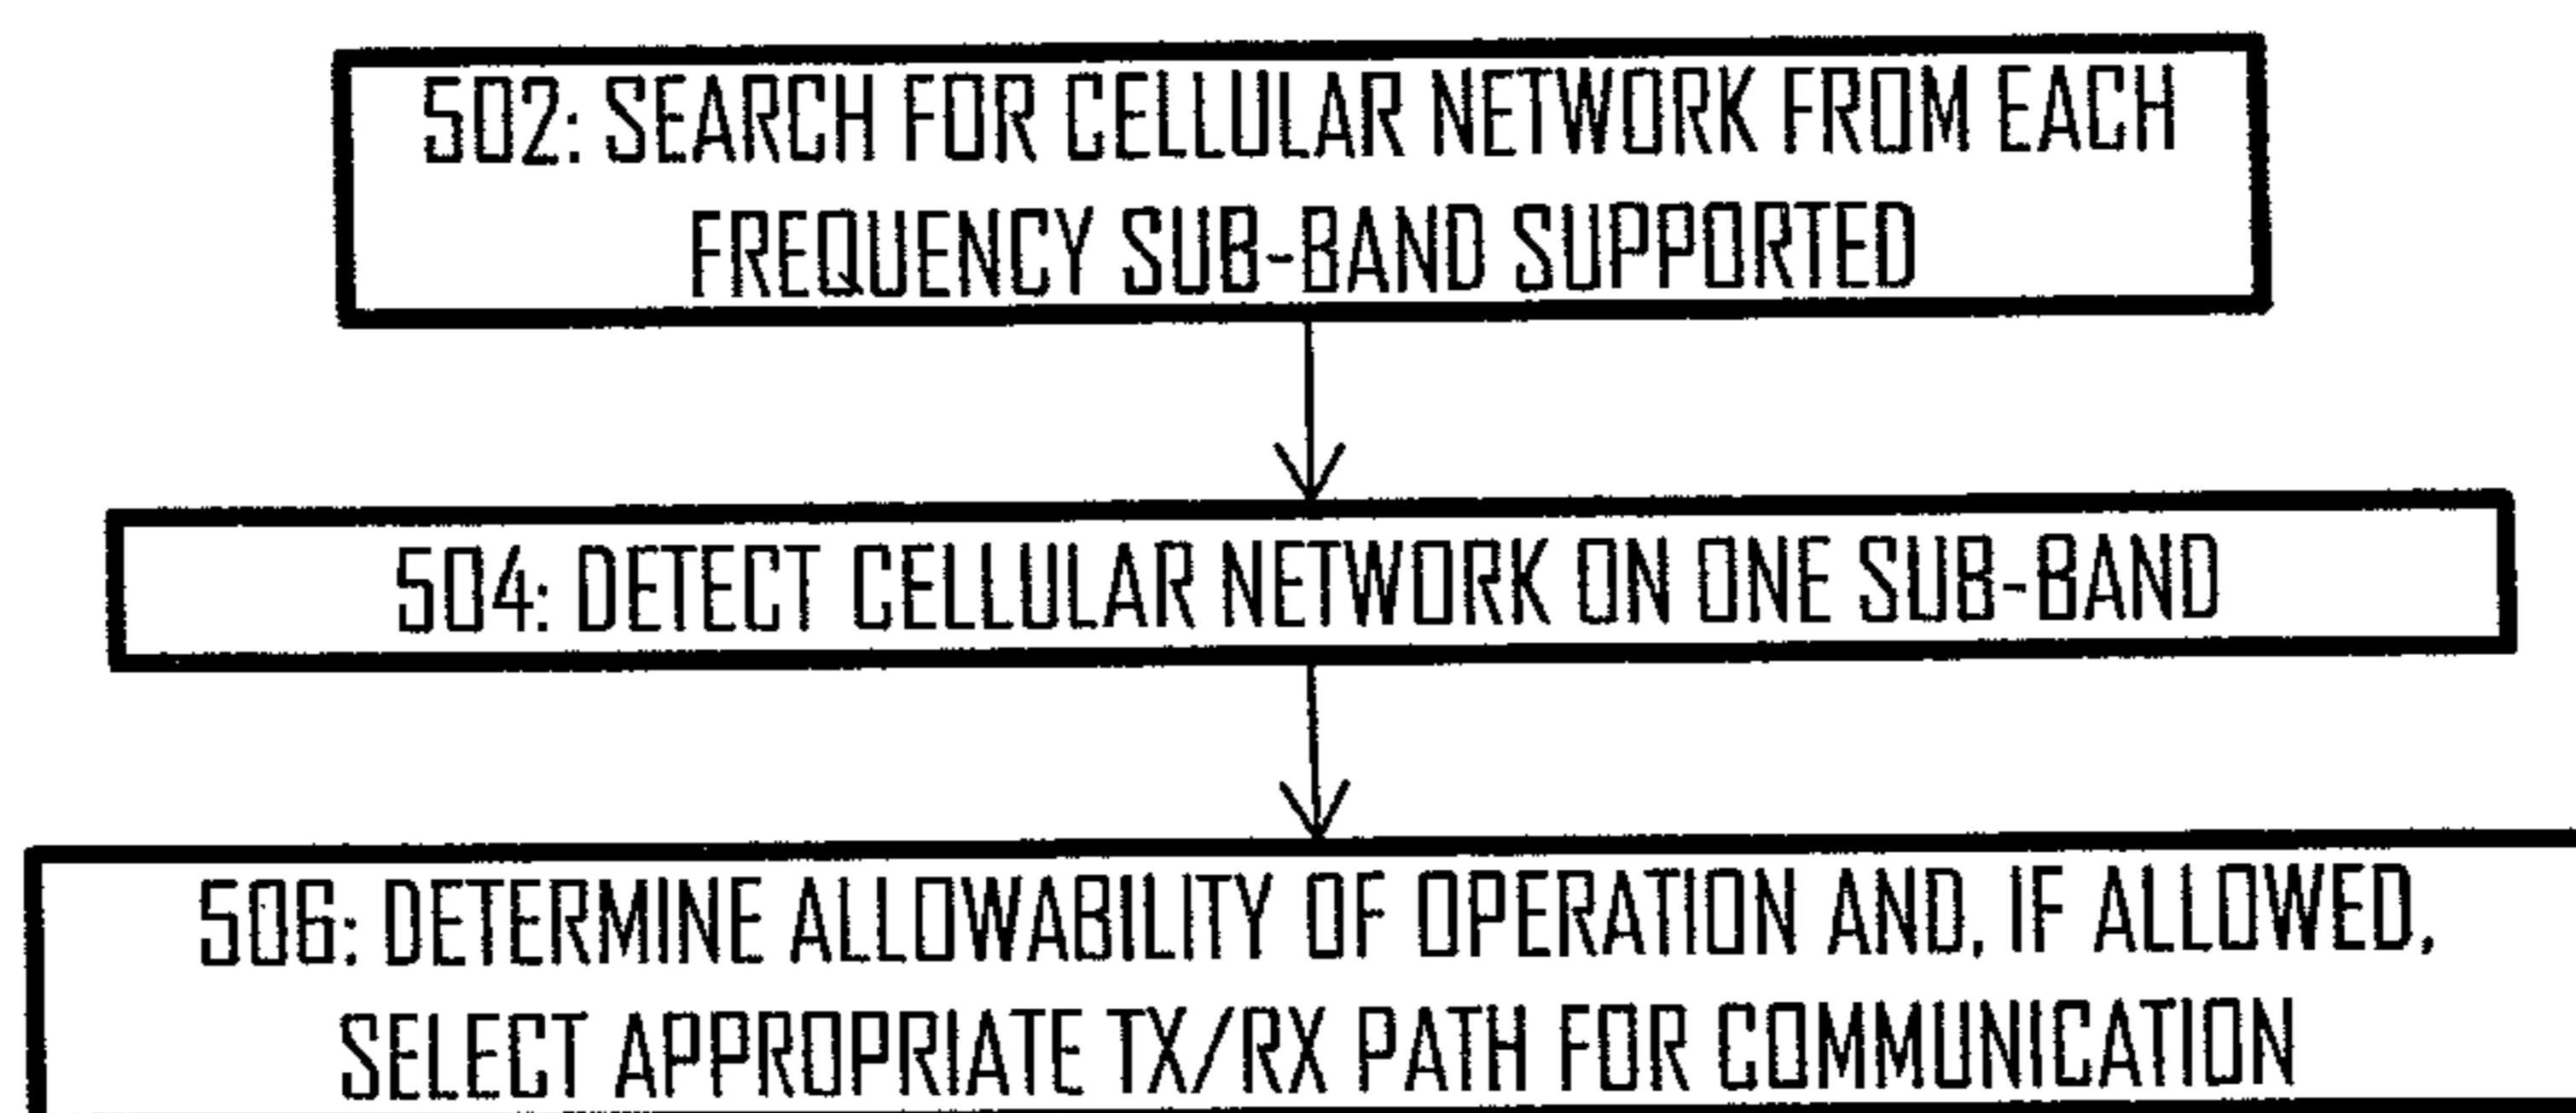 502: SEARCH FOR CELLULAR NETWORK FROM EACH
FREQUENCY SUB-BAND SUPPORTED
504: DETECT CELLULAR NETWORK ON ONE SUB-BAND
506: DETERMINE ALLOWABILITY OF OPERATION AND, IF ALLOWED,
SELECT APPROPRIATE TX/RX PATH FOR COMMUNICATION